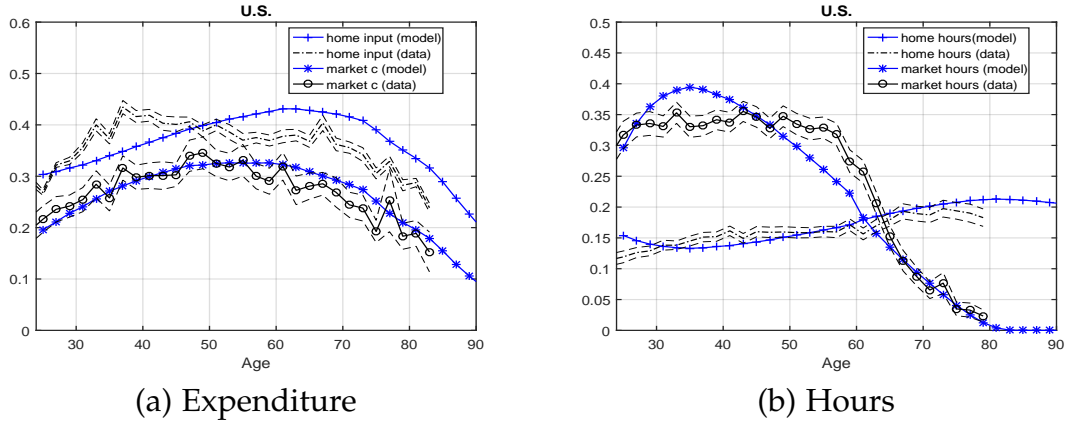 U.S.
0.6
0.5
0.4
0.3
0.2
0.1
0
30 40 50 60 70 80 90
Age
home input (model)
home input (data)
market c (model)
market c (data)
(a) Expenditure
U.S.
0.5
0.45
0.4
0.35
0.3
0.25
0.2
0.15
0.1
0.05
0
30 40 50 60 70 80 90
Age
home hours(model)
home hours (data)
market hours (model)
market hours (data)
(b) Hours